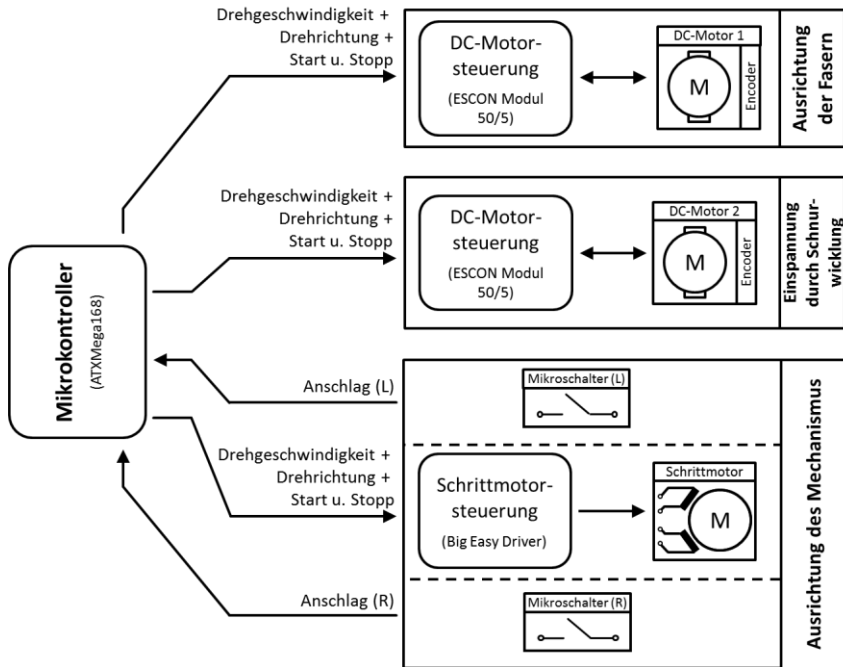 Drehgeschwindigkeit +
Drehrichtung +
Start u. Stopp
DC-Motor-
steuerung
(ESCON Modul
50/5)
DC-Motor 1
M
Encoder
Ausrichtung
der Fasern
Drehgeschwindigkeit +
Drehrichtung +
Start u. Stopp
DC-Motor-
steuerung
(ESCON Modul
50/5)
DC-Motor 2
M
Encoder
Einspannung
durch Schnur-
wicklung
Mikrokontroller
(ATXMega168)
Anschlag (L)
Mikroschalter (L)
Drehgeschwindigkeit +
Drehrichtung +
Start u. Stopp
Schrittmotor-
steuerung
(Big Easy Driver)
Schrittmotor
M
Anschlag (R)
Mikroschalter (R)
Ausrichtung des Mechanismus